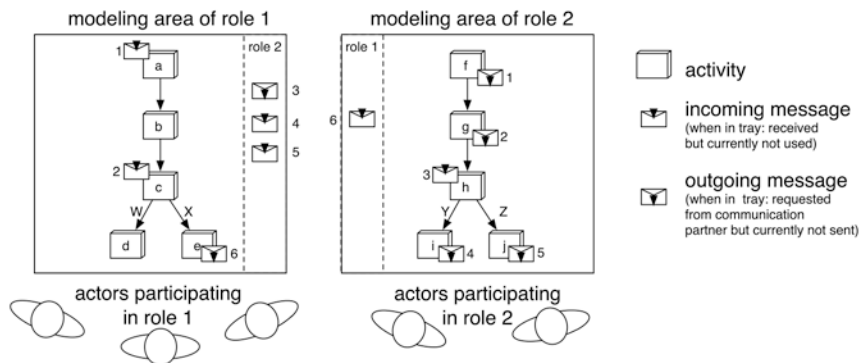 modeling area of role 1
modeling area of role 2
role 2
role 1
1
a
3
4
5
b
2
c
W
X
d
e
6
f
1
6
g
2
3
h
Y
Z
i
4
j
5
activity
incoming message
(when in tray: received
but currently not used)
outgoing message
(when in tray: requested
from communication
partner but currently not sent)
actors participating
in role 1
actors participating
in role 2